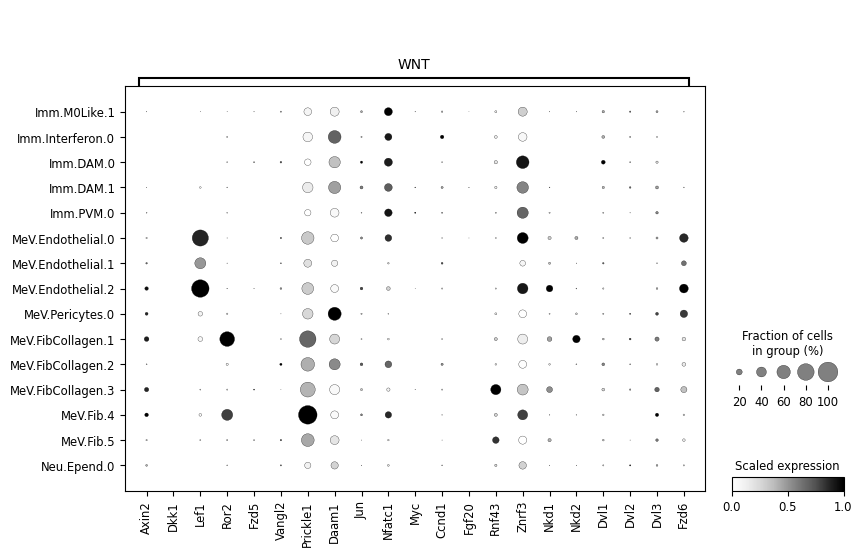 WNT
Imm.M0Like.1
Imm.Interferon.0
Imm.DAM.0
Imm.DAM.1
Imm.PVM.0
MeV.Endothelial.0
MeV.Endothelial.1
MeV.Endothelial.2
MeV.Pericytes.0
MeV.FibCollagen.1
MeV.FibCollagen.2
MeV.FibCollagen.3
MeV.Fib.4
MeV.Fib.5
Neu.Epend.0
Axin2
Dkk1
Lef1
Ror2
Fzd5
Vangl2
Prickle1
Daam1
Jun
Nfatc1
Myc
Ccnd1
Fgf20
Rnf43
Znrf3
Nkd1
Nkd2
Dvl1
Dvl2
Dvl3
Fzd6
Fraction of cells
in group (%)
20 40 60 80 100
Scaled expression
0.0 0.5 1.0